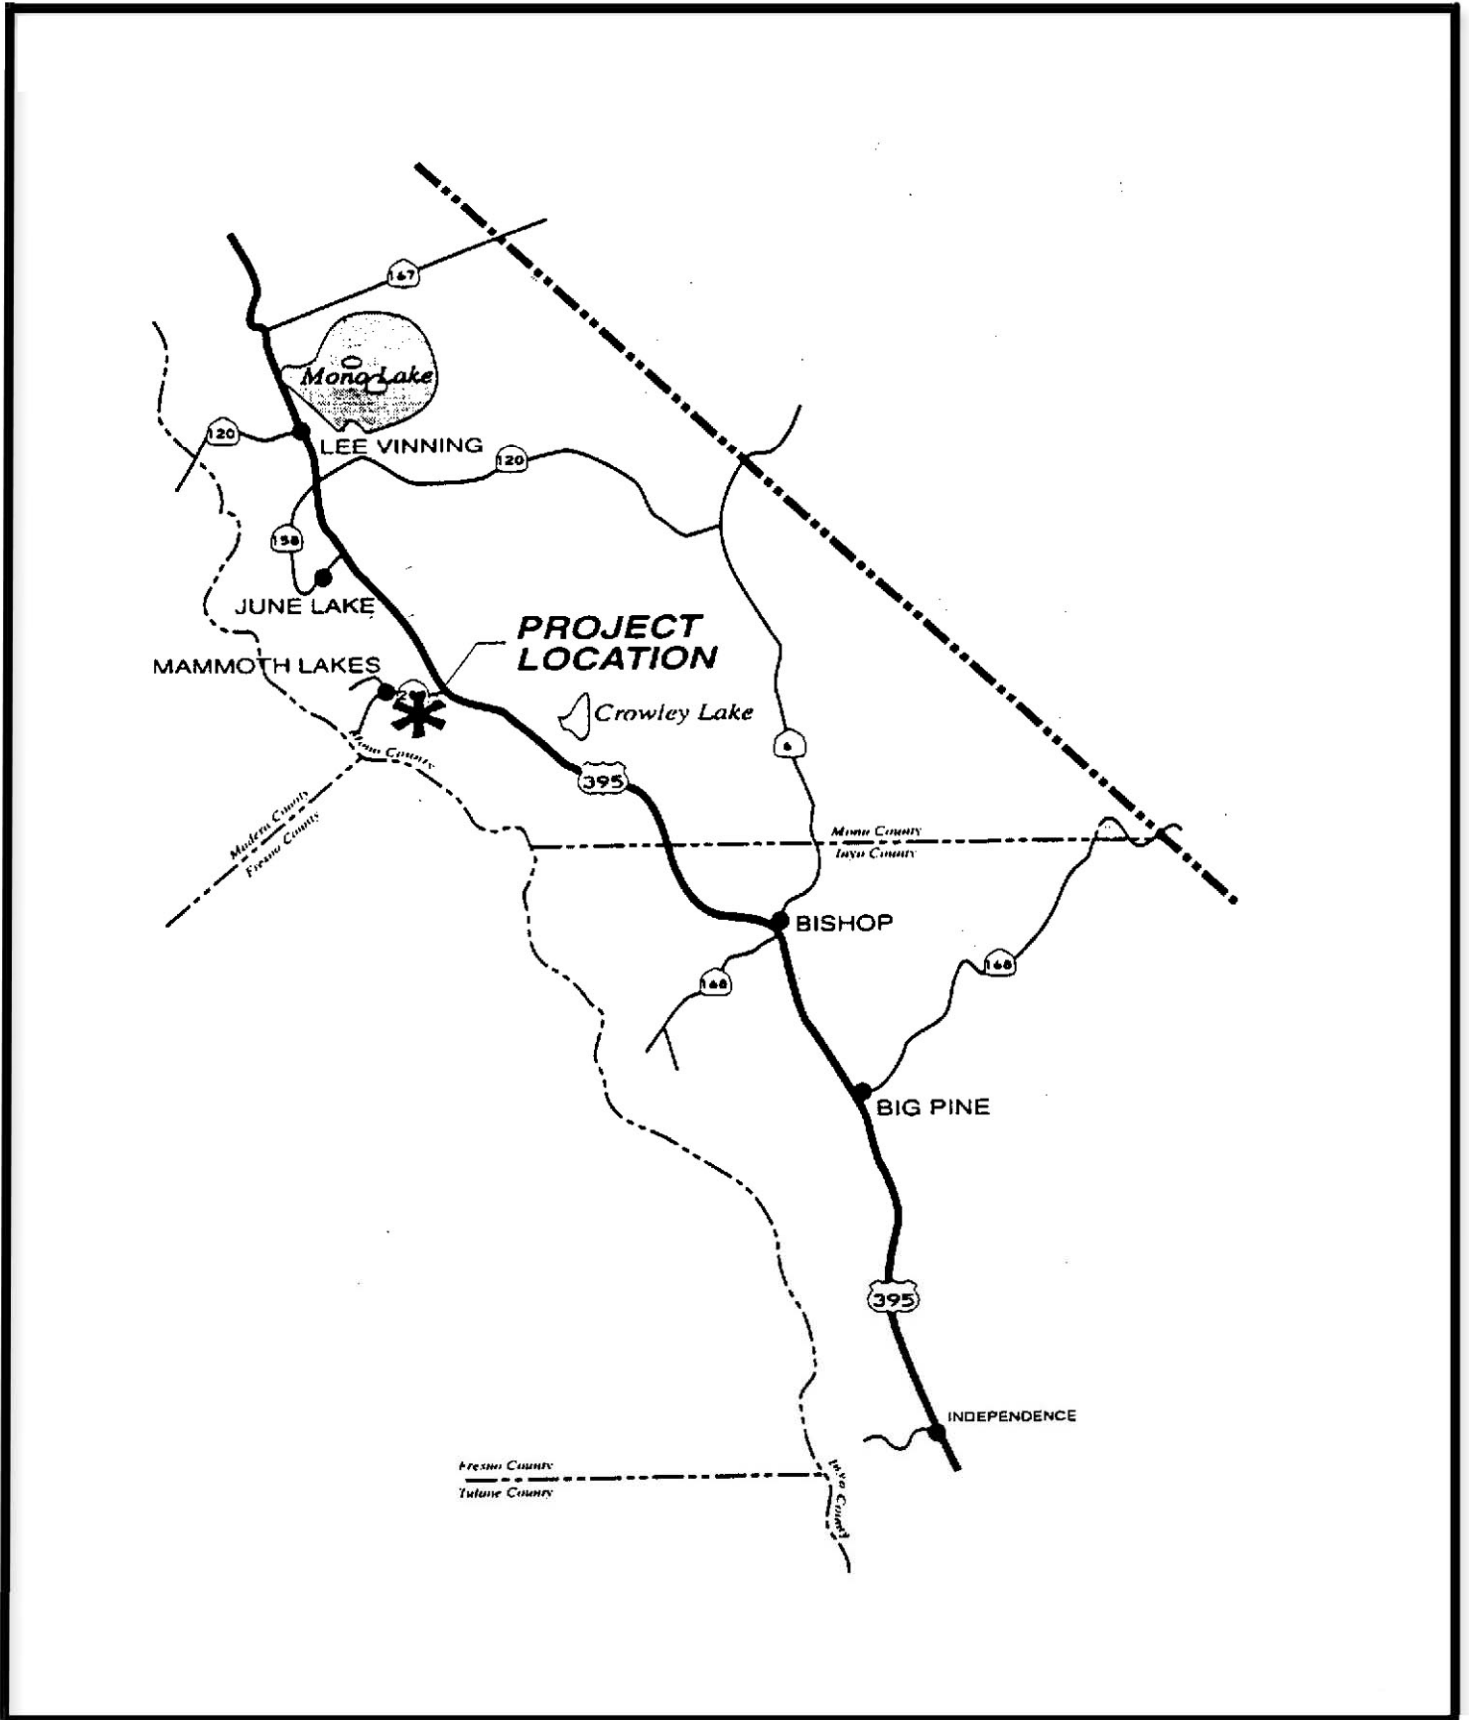 167
Mono Lake
120
LEE VINNING
120
158
JUNE LAKE
PROJECT
LOCATION
MAMMOTH LAKES
Crowley Lake
6
Mono County
395
Madera County
Fresno County
Mono County
Inyo County
BISHOP
168
168
BIG PINE
395
INDEPENDENCE
Fresno County
Tulane County
Inyo County